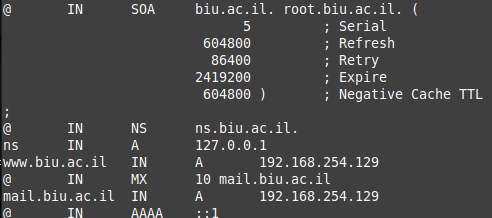 @ IN SOA biu.ac.il. root.biu.ac.il. (
5 ; Serial
604800 ; Refresh
86400 ; Retry
2419200 ; Expire
604800 ) ; Negative Cache TTL
;
@ IN NS ns.biu.ac.il.
ns IN A 127.0.0.1
www.biu.ac.il IN A 192.168.254.129
@ IN MX 10 mail.biu.ac.il
mail.biu.ac.il IN A 192.168.254.129
@ IN AAAA ::1